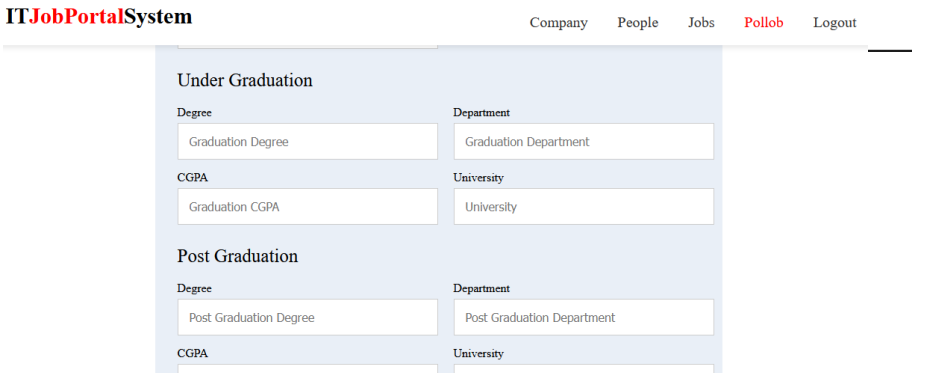 ITJobPortalSystem
Company People Jobs Pollob Logout
Under Graduation
Degree Department
Graduation Degree Graduation Department
CGPA University
Graduation CGPA University
Post Graduation
Degree Department
Post Graduation Degree Post Graduation Department
CGPA University